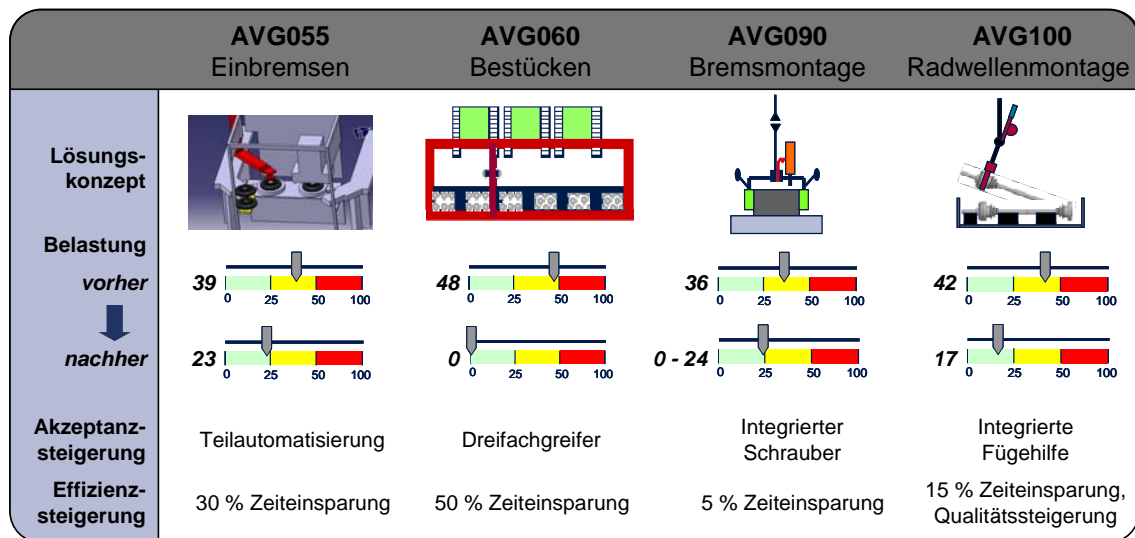 AVG055 AVG060 AVG090 AVG100
Einbremsen Bestücken Bremsmontage Radwellenmontage
Lösungs-
konzept
Belastung
vorher 39 48 36 42
0 25 50 100 0 25 50 100 0 25 50 100 0 25 50 100
nachher 23 0 0 - 24 17
0 25 50 100 0 25 50 100 0 25 50 100 0 25 50 100
Akzeptanz-
steigerung
Teilautomatisierung Dreifachgreifer
Integrierter
Schrauber
Integrierte
Fügehilfe
Effizienz-
steigerung
30 % Zeiteinsparung 50 % Zeiteinsparung 5 % Zeiteinsparung
15 % Zeiteinsparung,
Qualitätssteigerung